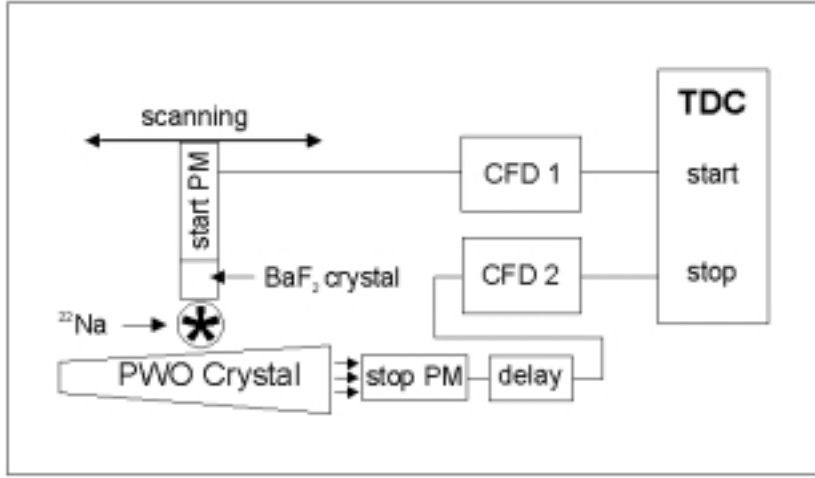 scanning
TDC
start PM
CFD 1
start
BaF₂ crystal
CFD 2
stop
²²Na
PWO Crystal
stop PM
delay